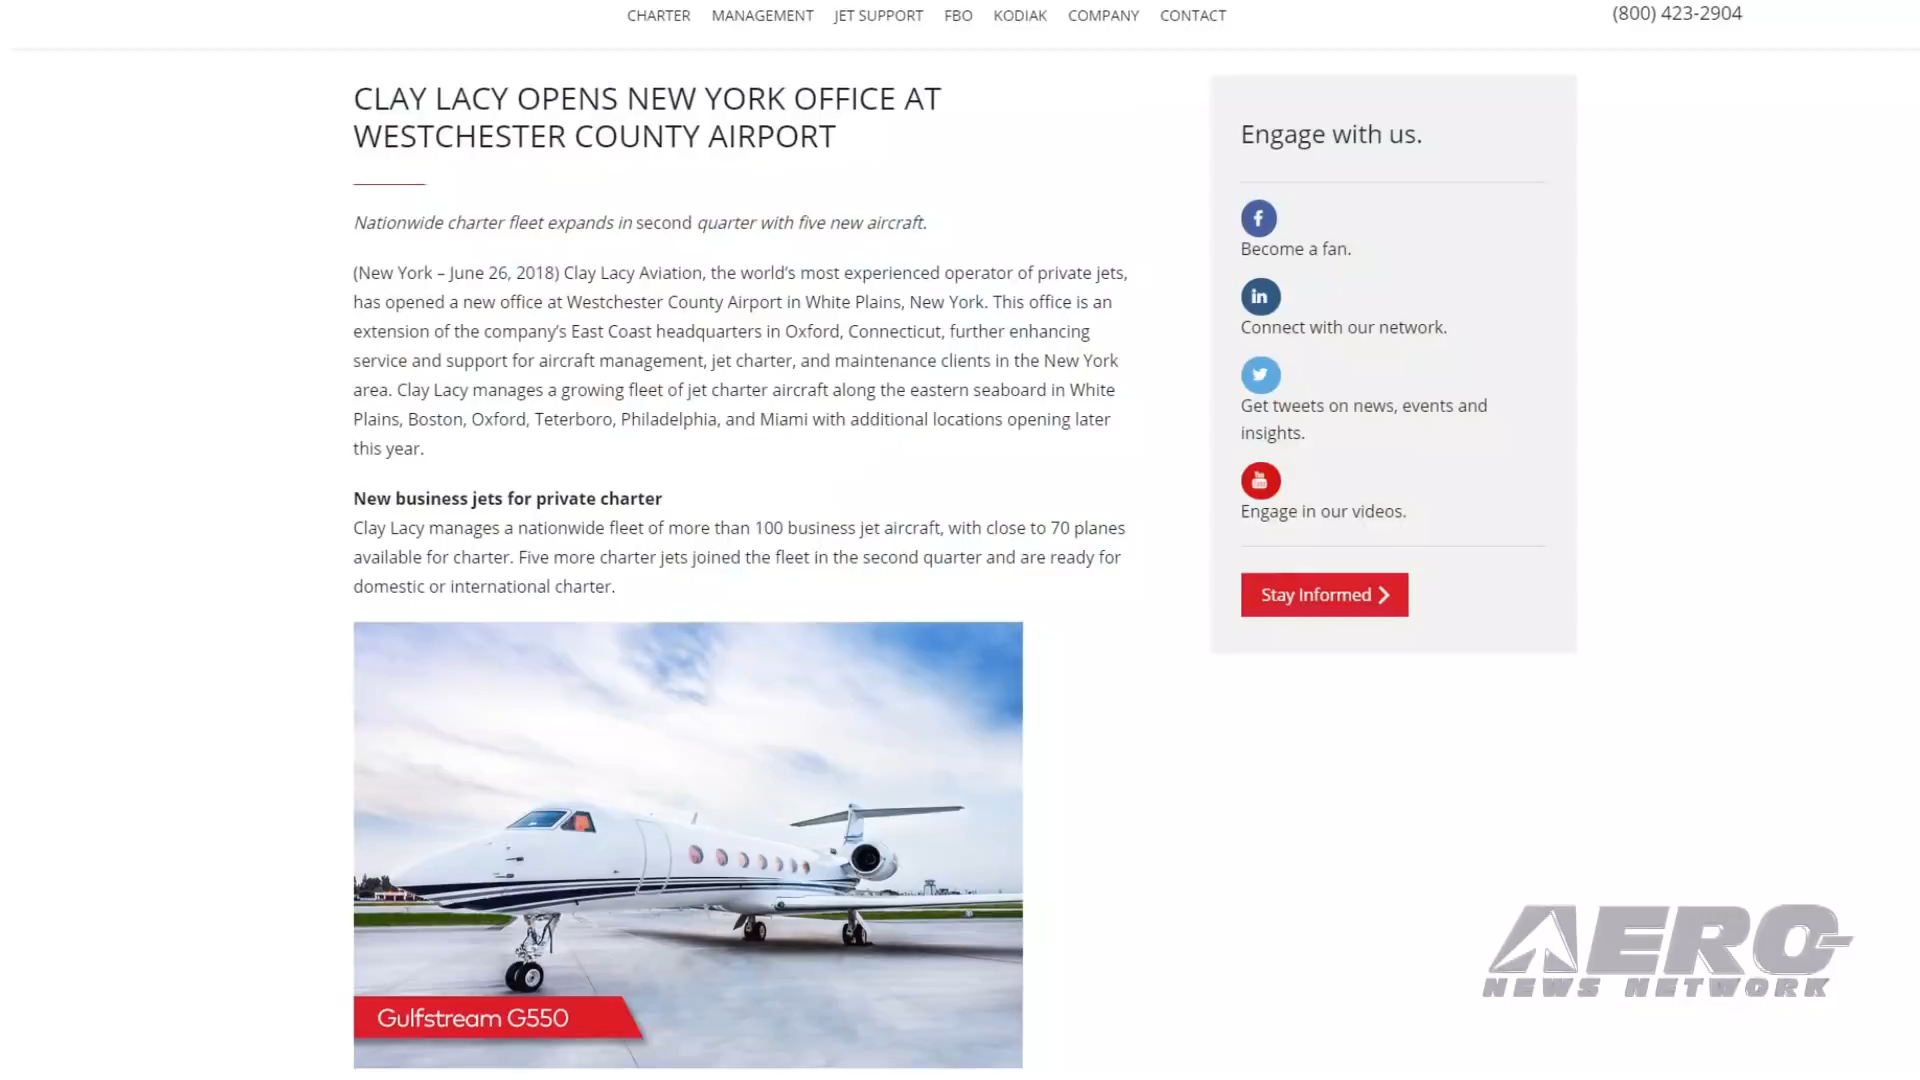 CHARTER MANAGEMENT JET SUPPORT FBO KODIAK COMPANY CONTACT (800) 423-2904
CLAY LACY OPENS NEW YORK OFFICE AT
WESTCHESTER COUNTY AIRPORT
Nationwide charter fleet expands in second quarter with five new aircraft.
(New York – June 26, 2018) Clay Lacy Aviation, the world's most experienced operator of private jets,
has opened a new office at Westchester County Airport in White Plains, New York. This office is an
extension of the company's East Coast headquarters in Oxford, Connecticut, further enhancing
service and support for aircraft management, jet charter, and maintenance clients in the New York
area. Clay Lacy manages a growing fleet of jet charter aircraft along the eastern seaboard in White
Plains, Boston, Oxford, Teterboro, Philadelphia, and Miami with additional locations opening later
this year.
New business jets for private charter
Clay Lacy manages a nationwide fleet of more than 100 business jet aircraft, with close to 70 planes
available for charter. Five more charter jets joined the fleet in the second quarter and are ready for
domestic or international charter.
Gulfstream G550
Engage with us.
f
Become a fan.
in
Connect with our network.
Get tweets on news, events and
insights.
You Tube
Engage in our videos.
Stay Informed
AERO-
NEWS NETWORK